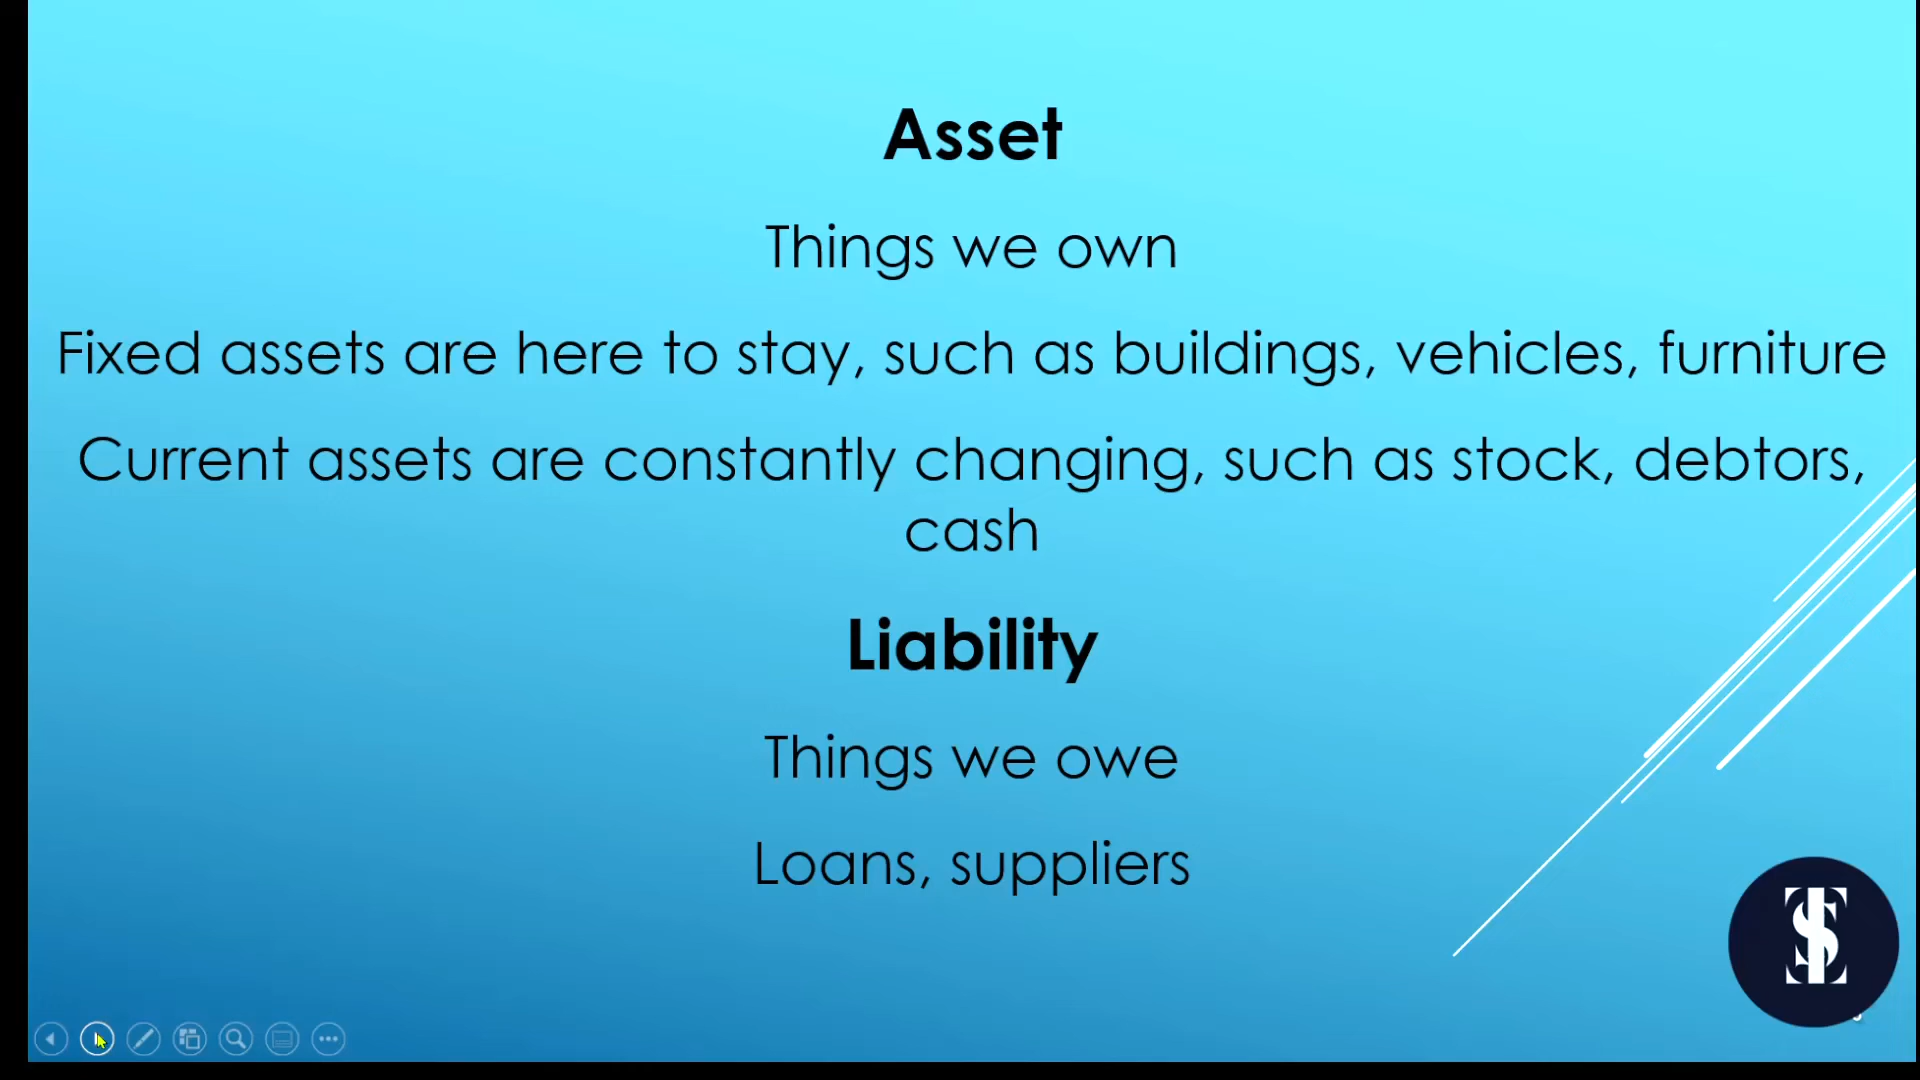 Asset
Things we own
Fixed assets are here to stay, such as buildings, vehicles, furniture
Current assets are constantly changing, such as stock, debtors,
cash
Liability
Things we owe
Loans, suppliers